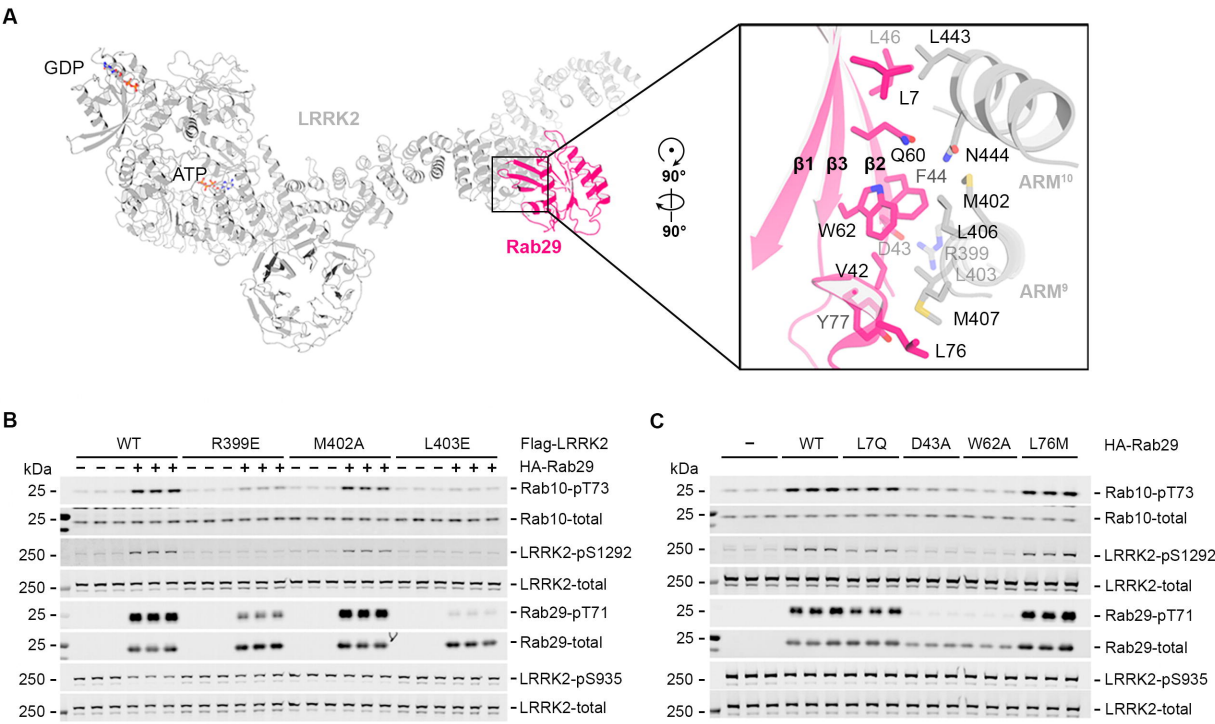 A
GDP
LRRK2
ATP
Rab29
90°
90°
L46
L443
L7
Q60
N444
β1
β3
β2
F44
ARM¹⁰
M402
W62
L406
D43
R399
V42
L403
ARM⁹
Y77
M407
L76
B
WT
R399E
M402A
L403E
Flag-LRRK2
kDa
– – – + + + – – – + + + – – – + + + – – – + + +
HA-Rab29
25
Rab10-pT73
25
Rab10-total
250
LRRK2-pS1292
250
LRRK2-total
25
Rab29-pT71
25
Rab29-total
250
LRRK2-pS935
250
LRRK2-total
C
–
WT
L7Q
D43A
W62A
L76M
HA-Rab29
kDa
25
Rab10-pT73
25
Rab10-total
250
LRRK2-pS1292
250
LRRK2-total
25
Rab29-pT71
25
Rab29-total
250
LRRK2-pS935
250
LRRK2-total